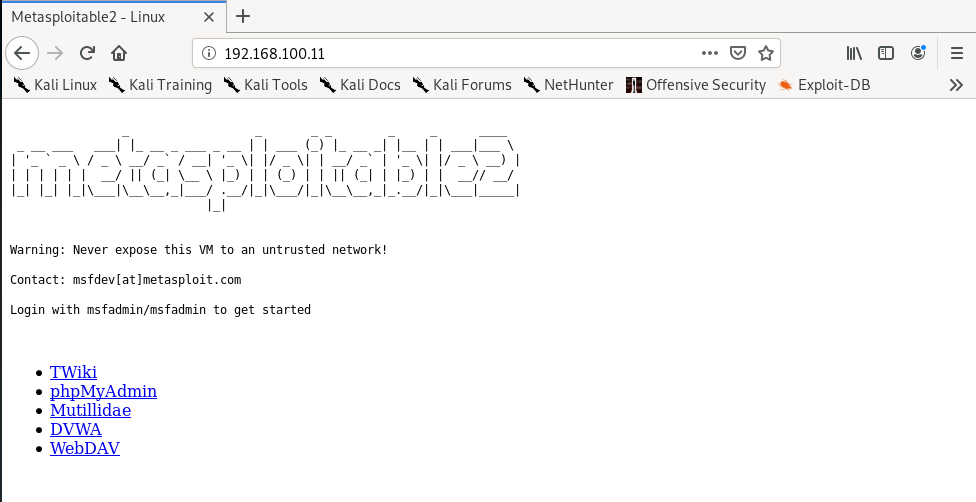 Metasploitable2 - Linux
192.168.100.11
Kali Linux Kali Training Kali Tools Kali Docs Kali Forums NetHunter Offensive Security Exploit-DB
metasploitable2
Warning: Never expose this VM to an untrusted network!
Contact: msfdev[at]metasploit.com
Login with msfadmin/msfadmin to get started
TWiki
phpMyAdmin
Mutillidae
DVWA
WebDAV